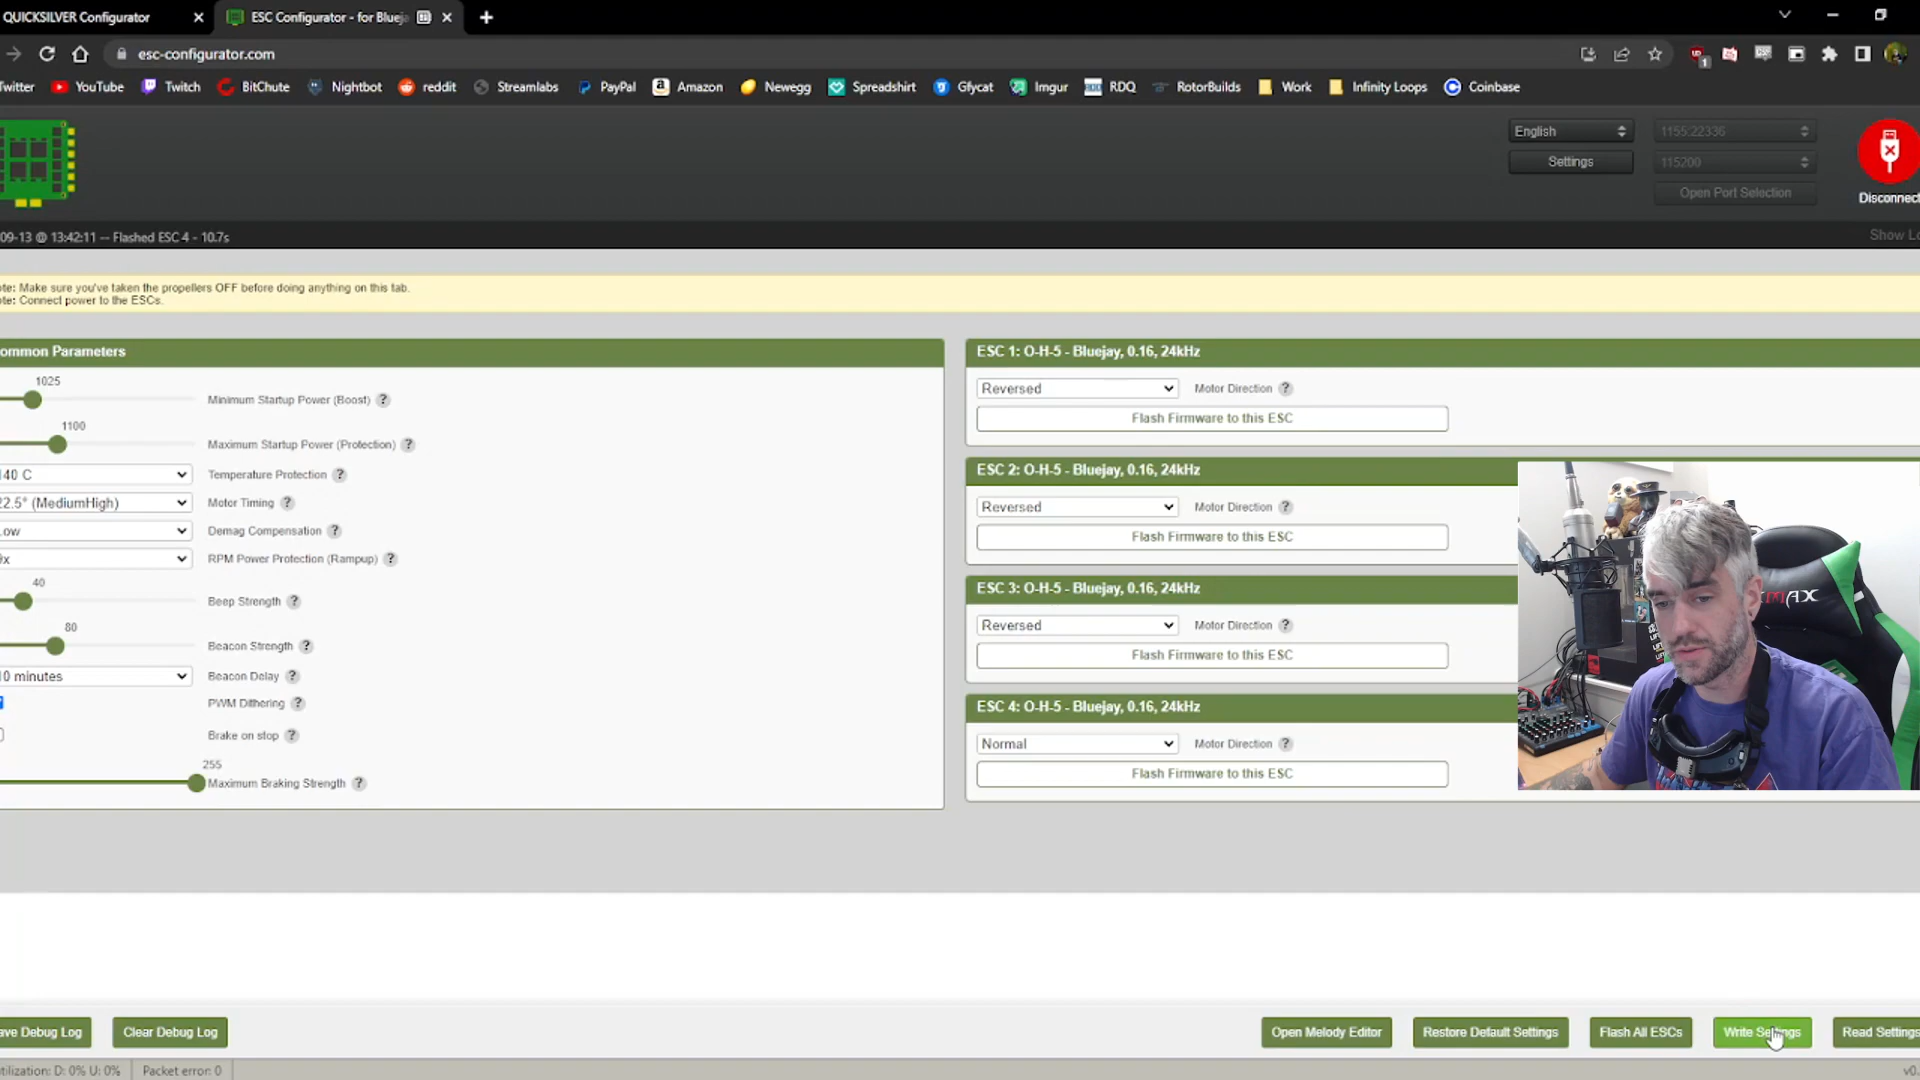 QUICKSILVER Configurator
ESC Configurator - for Bluej
esc-configurator.com
Twitter
YouTube
Twitch
BitChute
Nightbot
reddit
Streamlabs
PayPal
Amazon
Newegg
Spreadshirt
Gfycat
Imgur
RDQ
RotorBuilds
Work
Infinity Loops
Coinbase
English
1155:22336
Settings
115200
Open Port Selection
Disconnect
09-13 @ 13:42:11 -- Flashed ESC 4 - 10.7s
Show Lo
ote: Make sure you've taken the propellers OFF before doing anything on this tab.
ote: Connect power to the ESCs.
ommon Parameters
1025
Minimum Startup Power (Boost) ?
1100
Maximum Startup Power (Protection) ?
140 C
Temperature Protection ?
22.5° (MediumHigh)
Motor Timing ?
Low
Demag Compensation ?
9x
RPM Power Protection (Rampup) ?
40
Beep Strength ?
80
Beacon Strength ?
10 minutes
Beacon Delay ?
PWM Dithering ?
Brake on stop ?
255
Maximum Braking Strength ?
ESC 1: O-H-5 - Bluejay, 0.16, 24kHz
Reversed
Motor Direction ?
Flash Firmware to this ESC
ESC 2: O-H-5 - Bluejay, 0.16, 24kHz
Reversed
Motor Direction ?
Flash Firmware to this ESC
ESC 3: O-H-5 - Bluejay, 0.16, 24kHz
Reversed
Motor Direction ?
Flash Firmware to this ESC
ESC 4: O-H-5 - Bluejay, 0.16, 24kHz
Normal
Motor Direction ?
Flash Firmware to this ESC
ave Debug Log
Clear Debug Log
Open Melody Editor
Restore Default Settings
Flash All ESCs
Write Settings
Read Settings
tilization: D: 0% U: 0%
Packet error: 0
v0.